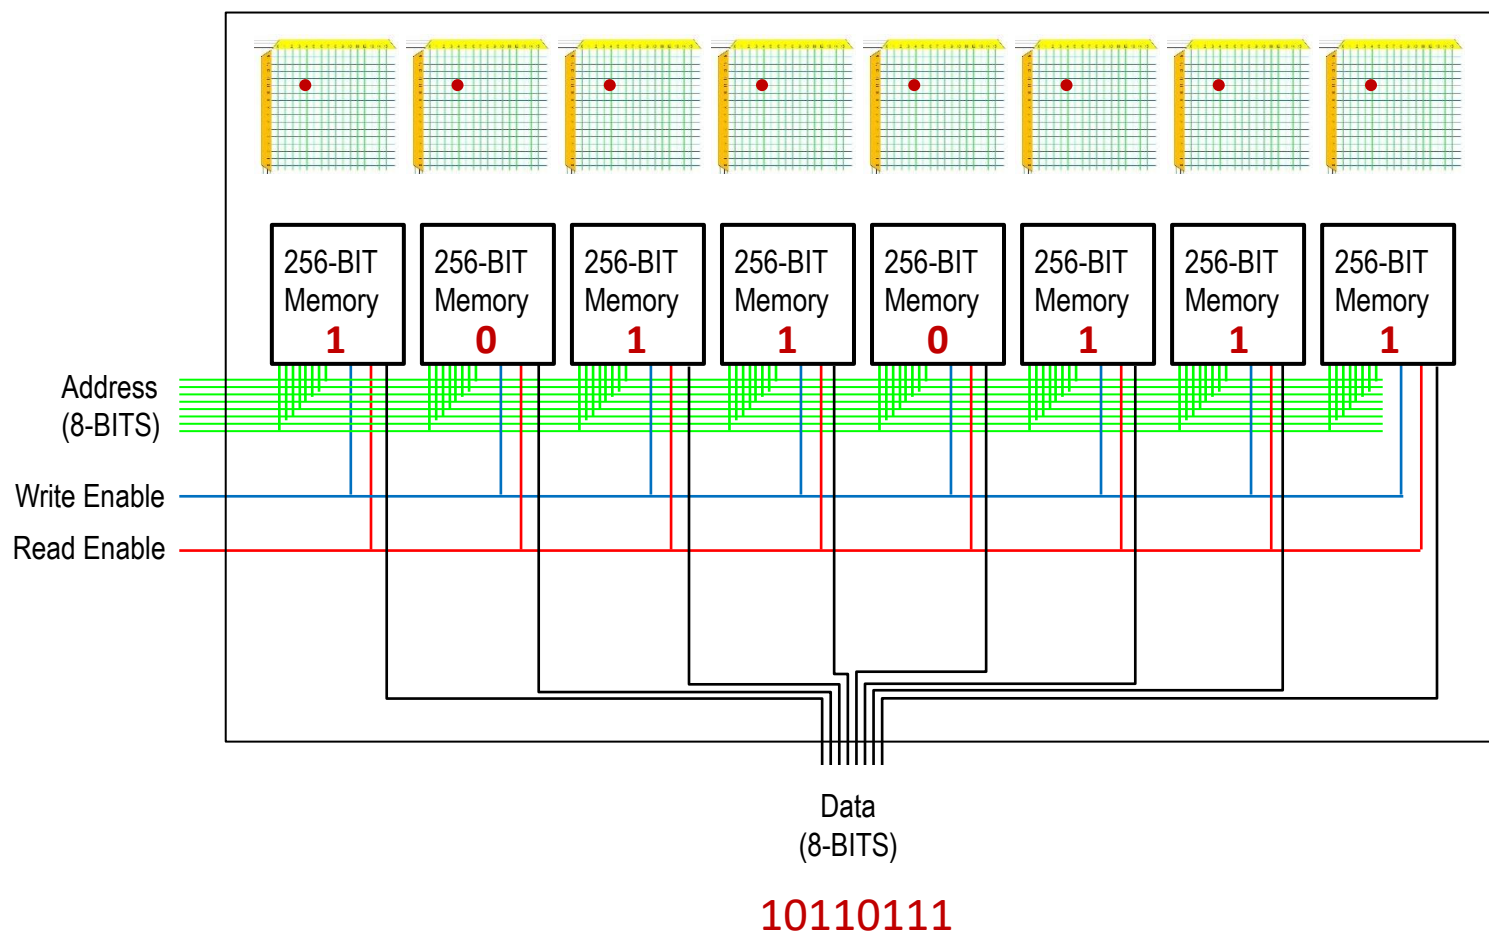 256-BIT
Memory
1
256-BIT
Memory
0
256-BIT
Memory
1
256-BIT
Memory
1
256-BIT
Memory
0
256-BIT
Memory
1
256-BIT
Memory
1
256-BIT
Memory
1
Address
(8-BITS)
Write Enable
Read Enable
Data
(8-BITS)
10110111